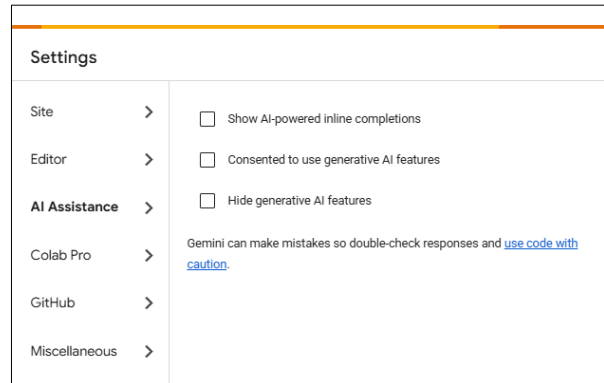 Settings
Site
Editor
AI Assistance
Colab Pro
GitHub
Miscellaneous
Show AI-powered inline completions
Consented to use generative AI features
Hide generative AI features
Gemini can make mistakes so double-check responses and use code with
caution.